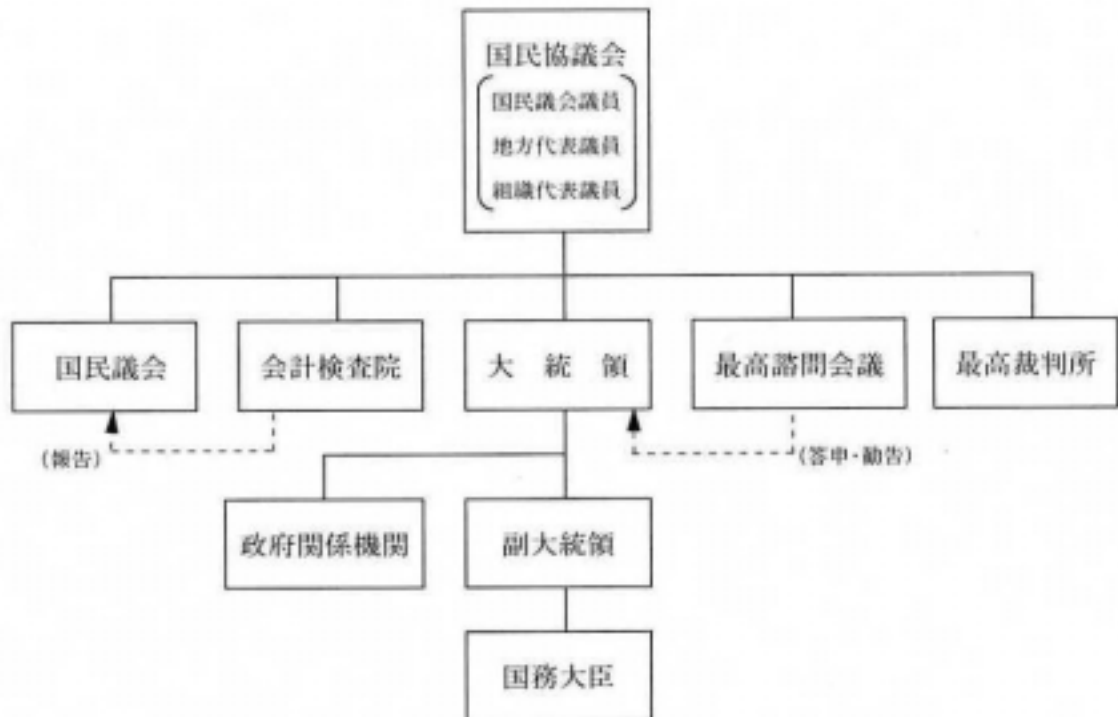 国民協議会
国民議会議員
地方代表議員
組織代表議員
国民議会
会計検査院
大統領
最高諮問会議
最高裁判所
(報告)
(答申・勧告)
政府関係機関
副大統領
国務大臣